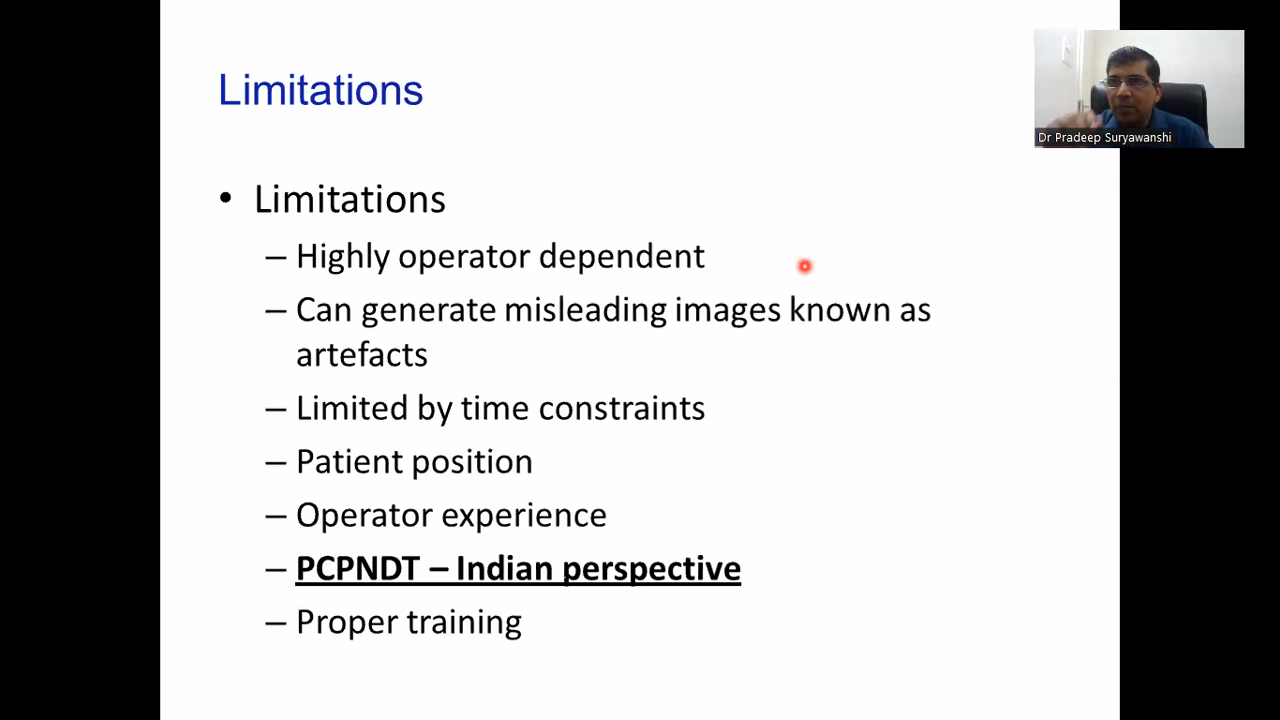 Limitations
Dr Pradeep Suryawanshi
• Limitations
– Highly operator dependent
– Can generate misleading images known as
artefacts
– Limited by time constraints
– Patient position
– Operator experience
– PCPNDT – Indian perspective
– Proper training